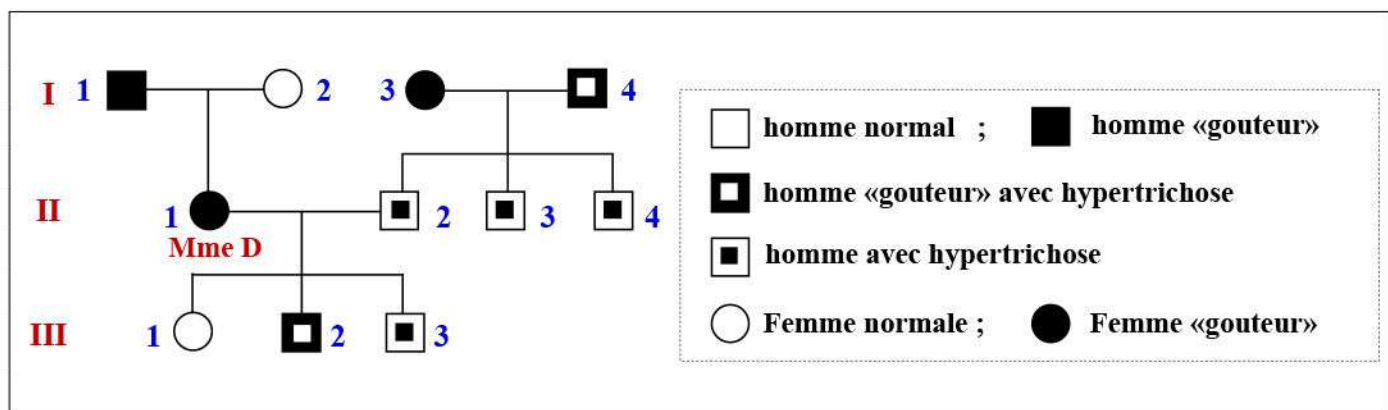 I 1 2 3 4
II 1 2 3 4
Mme D
III 1 2 3
homme normal ; homme «gouteur»
homme «gouteur» avec hypertrichose
homme avec hypertrichose
Femme normale ; Femme «gouteur»